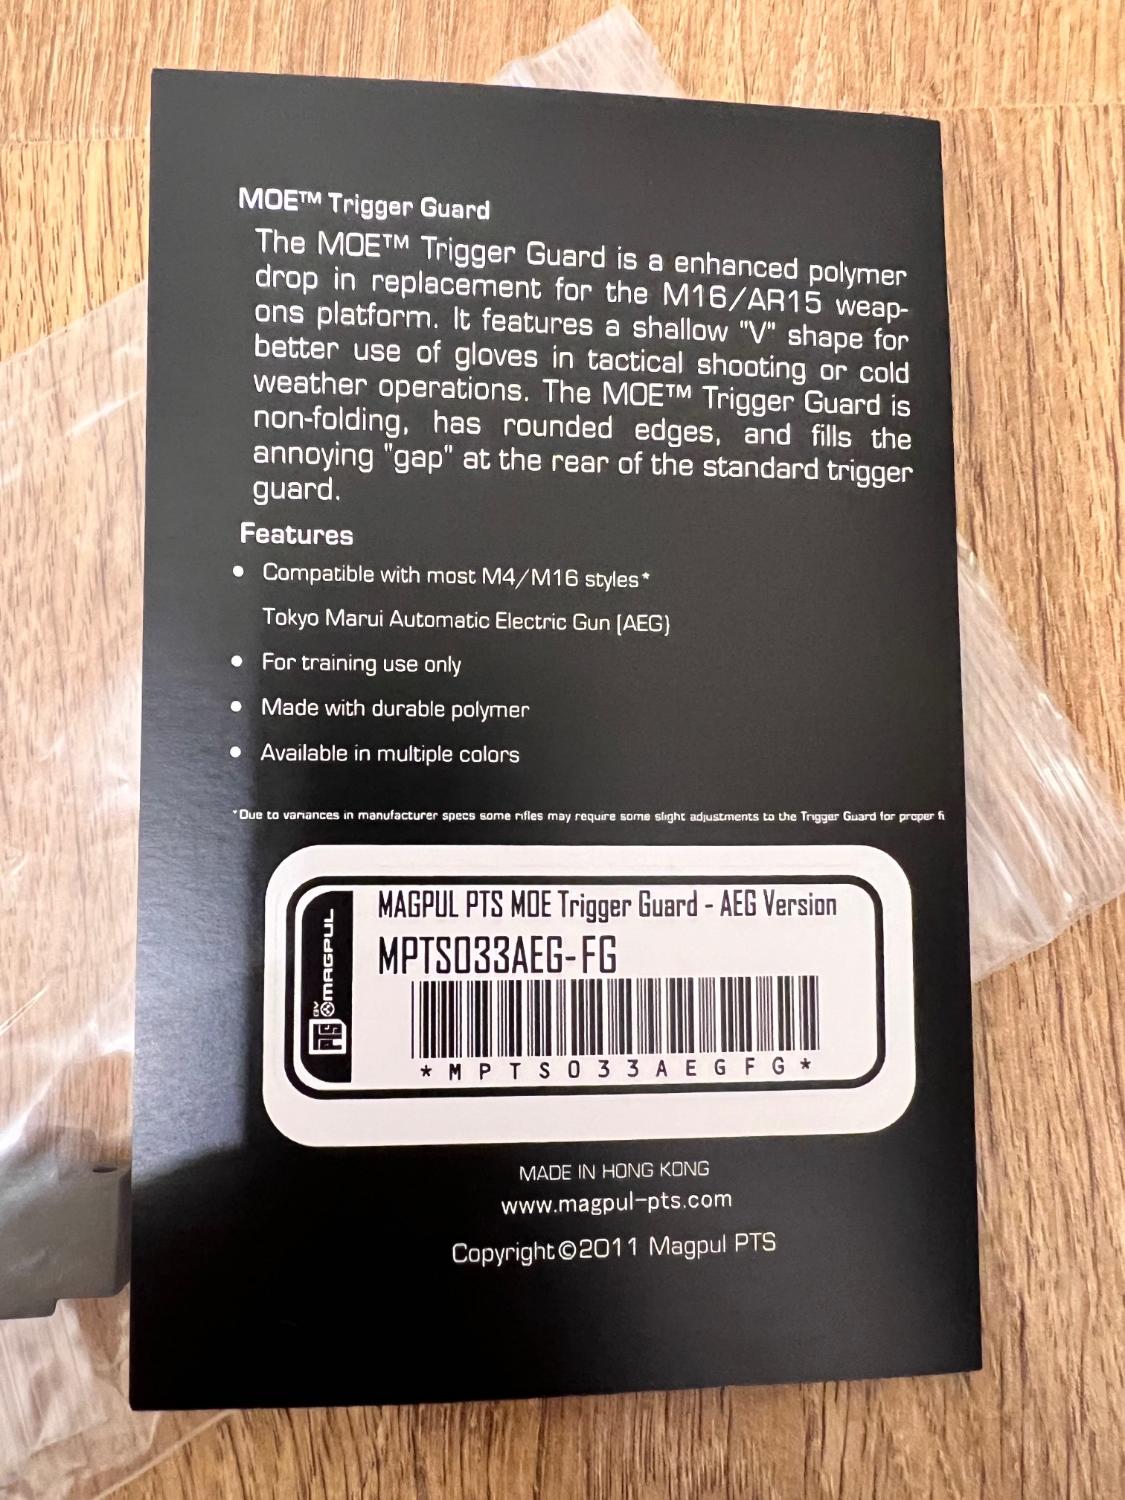 MOE™ Trigger Guard
The MOE™ Trigger Guard is a enhanced polymer
drop in replacement for the M16/AR15 weap-
ons platform. It features a shallow "V" shape for
better use of gloves in tactical shooting or cold
weather operations. The MOE™ Trigger Guard is
non-folding, has rounded edges, and fills the
annoying "gap" at the rear of the standard trigger
guard.
Features
• Compatible with most M4/M16 styles*
Tokyo Marui Automatic Electric Gun (AEG)
• For training use only
• Made with durable polymer
• Available in multiple colors
*Due to variances in manufacturer specs some rifles may require some slight adjustments to the Trigger Guard for proper fi
PTS BY MAGPUL
MAGPUL PTS MOE Trigger Guard - AEG Version
MPTS033AEG-FG
*MPTS033AEGFG*
MADE IN HONG KONG
www.magpul-pts.com
Copyright©2011 Magpul PTS